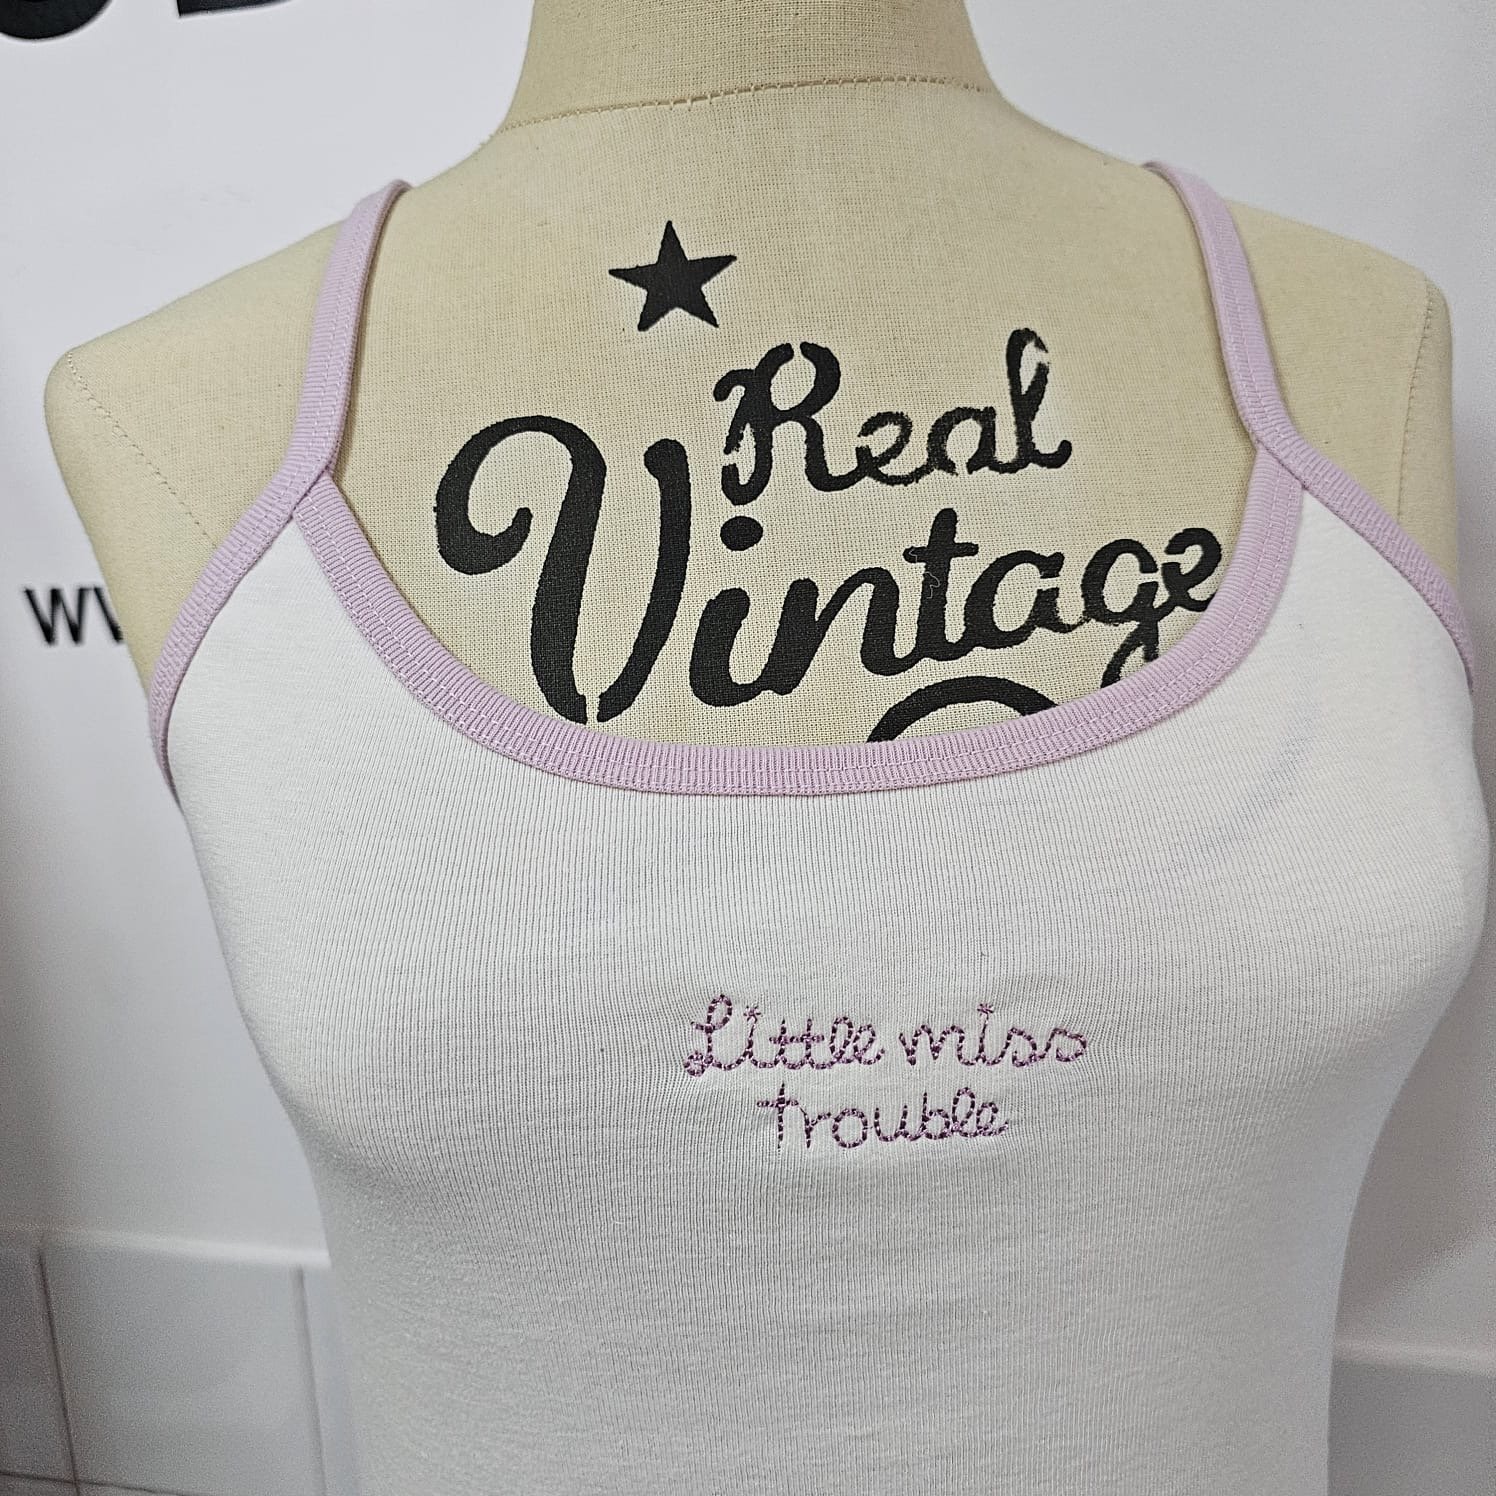 Real
Vintage
Little miss
trouble